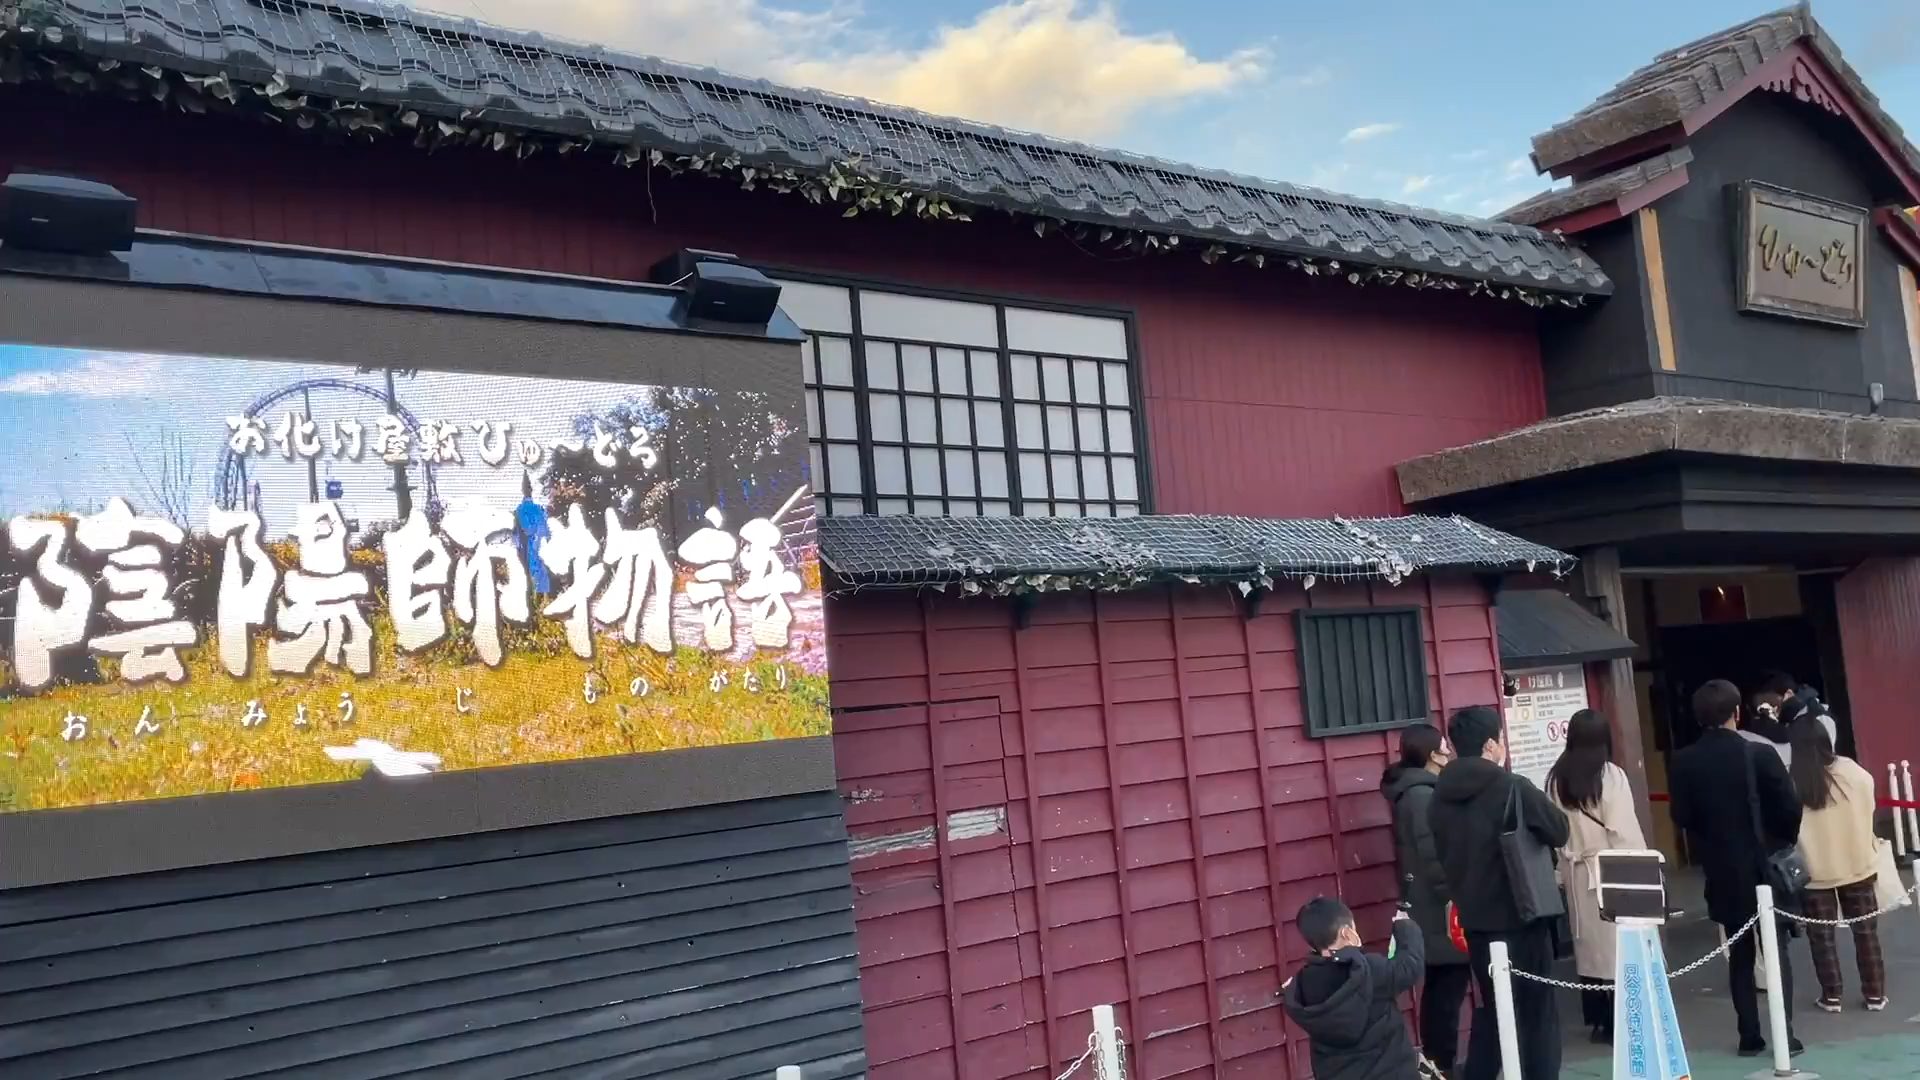 お化け屋敷ひゅ〜どろ
陰陽師物語
おんみょうじものがたり
ひゅ〜どろ